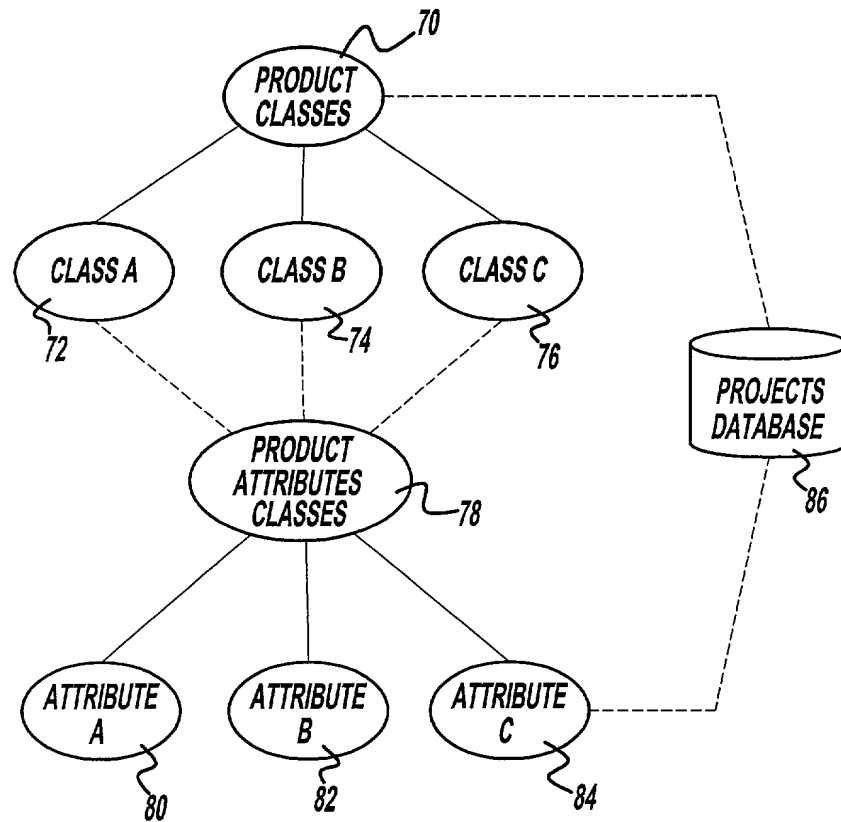 70
PRODUCT
CLASSES
CLASS A
CLASS B
CLASS C
72
74
76
PROJECTS
DATABASE
86
PRODUCT
ATTRIBUTES
CLASSES
78
ATTRIBUTE
A
ATTRIBUTE
B
ATTRIBUTE
C
80
82
84